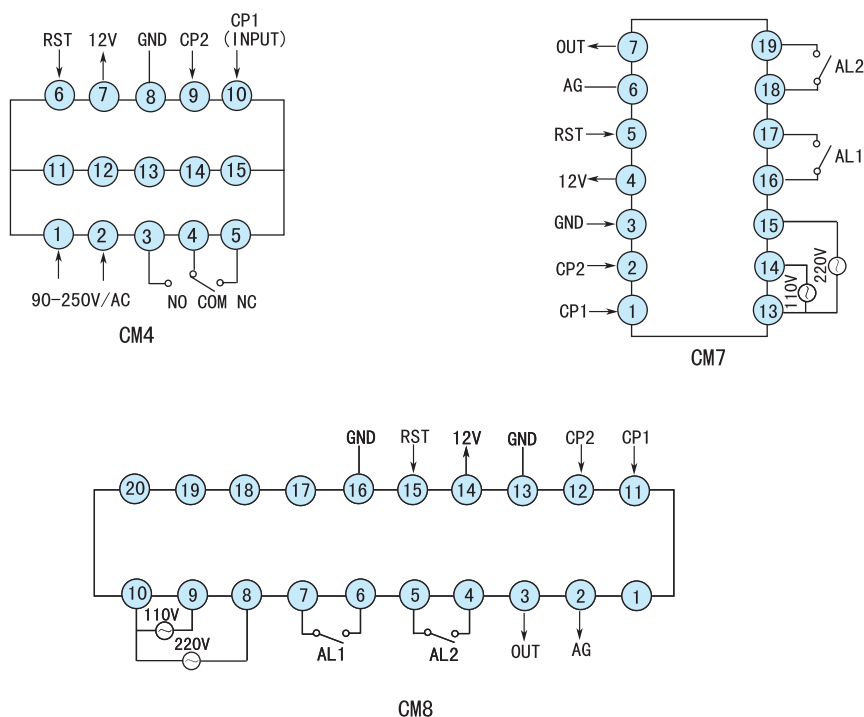 CP1
RST 12V GND CP2 (INPUT)
6 7 8 9 10
11 12 13 14 15
1 2 3 4 5
90-250V/AC NO COM NC
CM4
OUT 7 19
AL2
AG 6 18
RST 5 17
AL1
12V 4 16
GND 3 15
CP2 2 14 110V 220V
CP1 1 13
CM7
GND RST 12V GND CP2 CP1
20 19 18 17 16 15 14 13 12 11
10 9 8 7 6 5 4 3 2 1
110V
220V
AL1 AL2 OUT AG
CM8